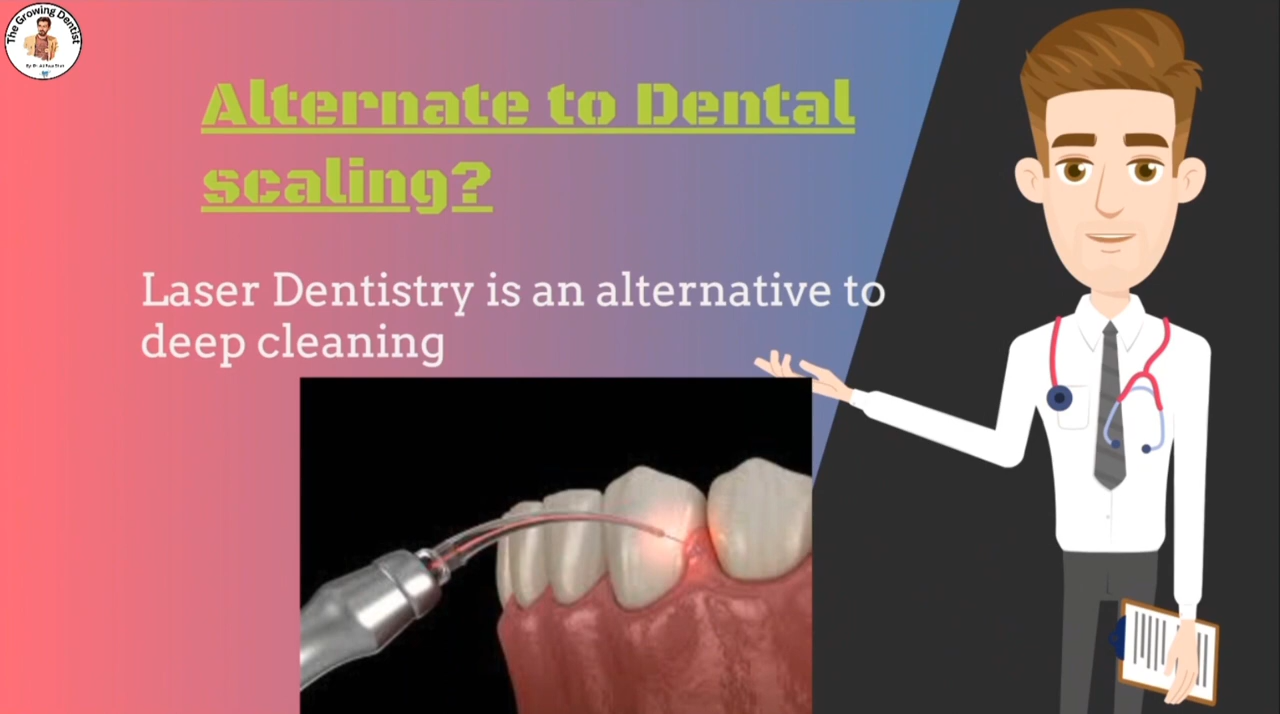 The Growing Dentist
Alternate to Dental
scaling?
Laser Dentistry is an alternative to
deep cleaning